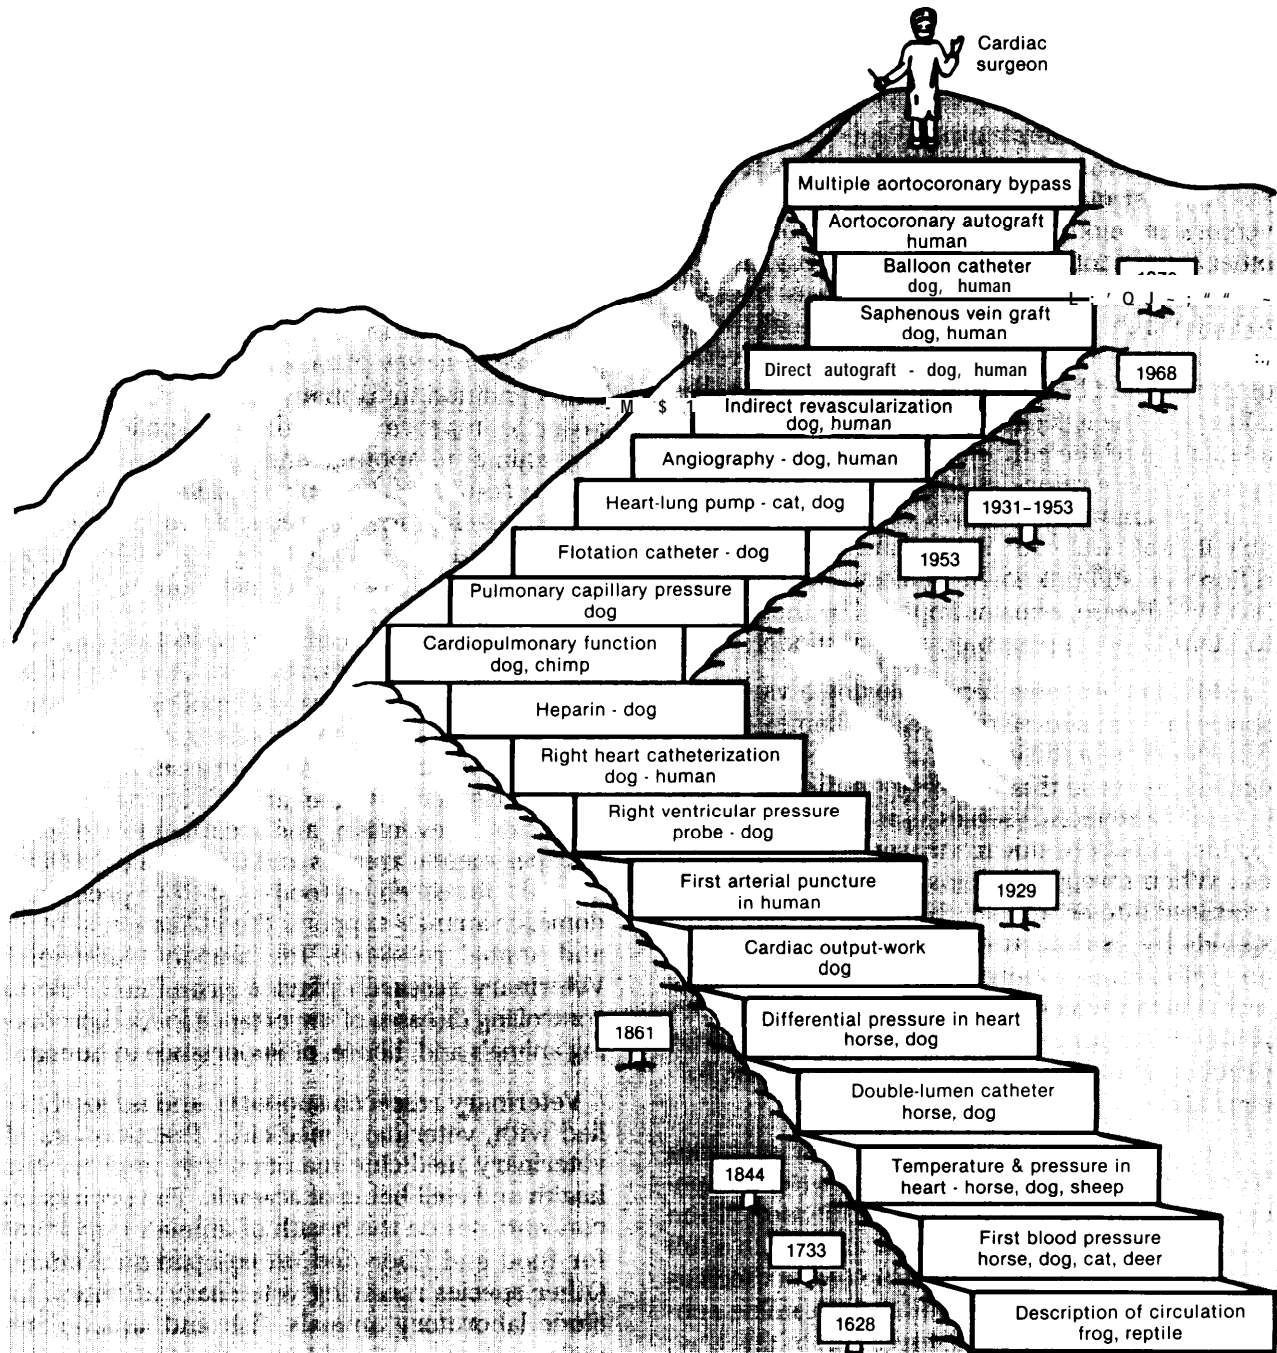 Cardiac
surgeon
Multiple aortocoronary bypass
Aortocoronary autograft
human
Balloon catheter
dog, human
Saphenous vein graft
dog, human
Direct autograft - dog, human
1968
Indirect revascularization
dog, human
Angiography - dog, human
Heart-lung pump - cat, dog
1931-1953
Flotation catheter - dog
1953
Pulmonary capillary pressure
dog
Cardiopulmonary function
dog, chimp
Heparin - dog
Right heart catheterization
dog - human
Right ventricular pressure
probe - dog
First arterial puncture
in human
1929
Cardiac output-work
dog
Differential pressure in heart
horse, dog
1861
Double-lumen catheter
horse, dog
Temperature & pressure in
heart - horse, dog, sheep
1844
First blood pressure
horse, dog, cat, deer
1733
Description of circulation
frog, reptile
1628